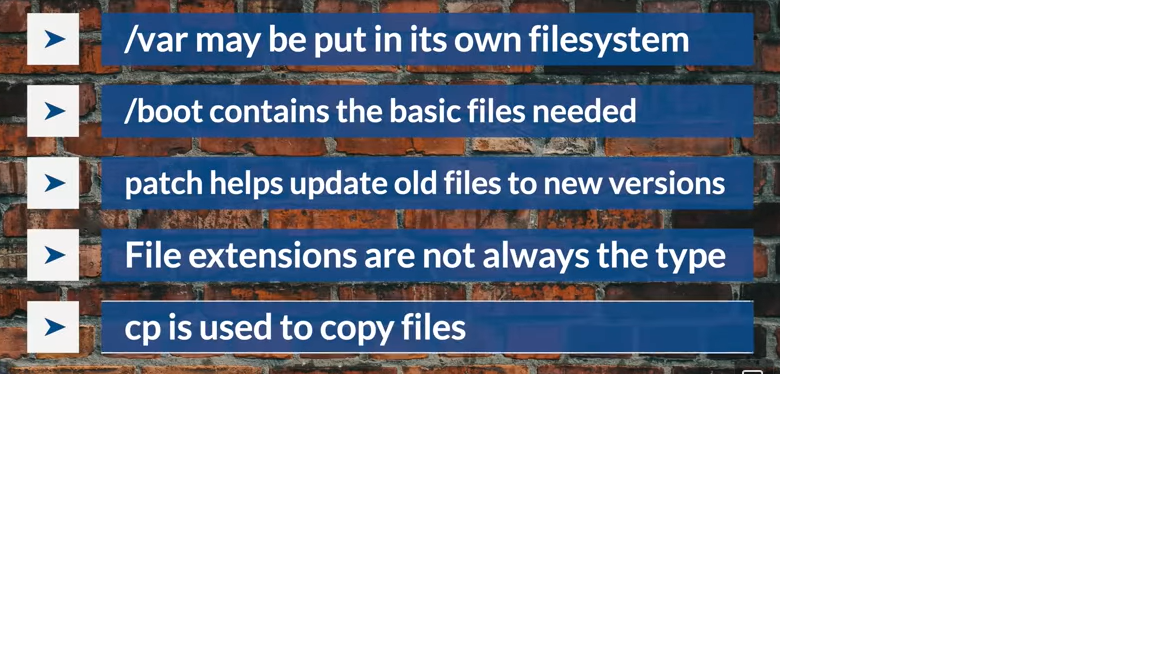 /var may be put in its own filesystem
/boot contains the basic files needed
patch helps update old files to new versions
File extensions are not always the type
cp is used to copy files